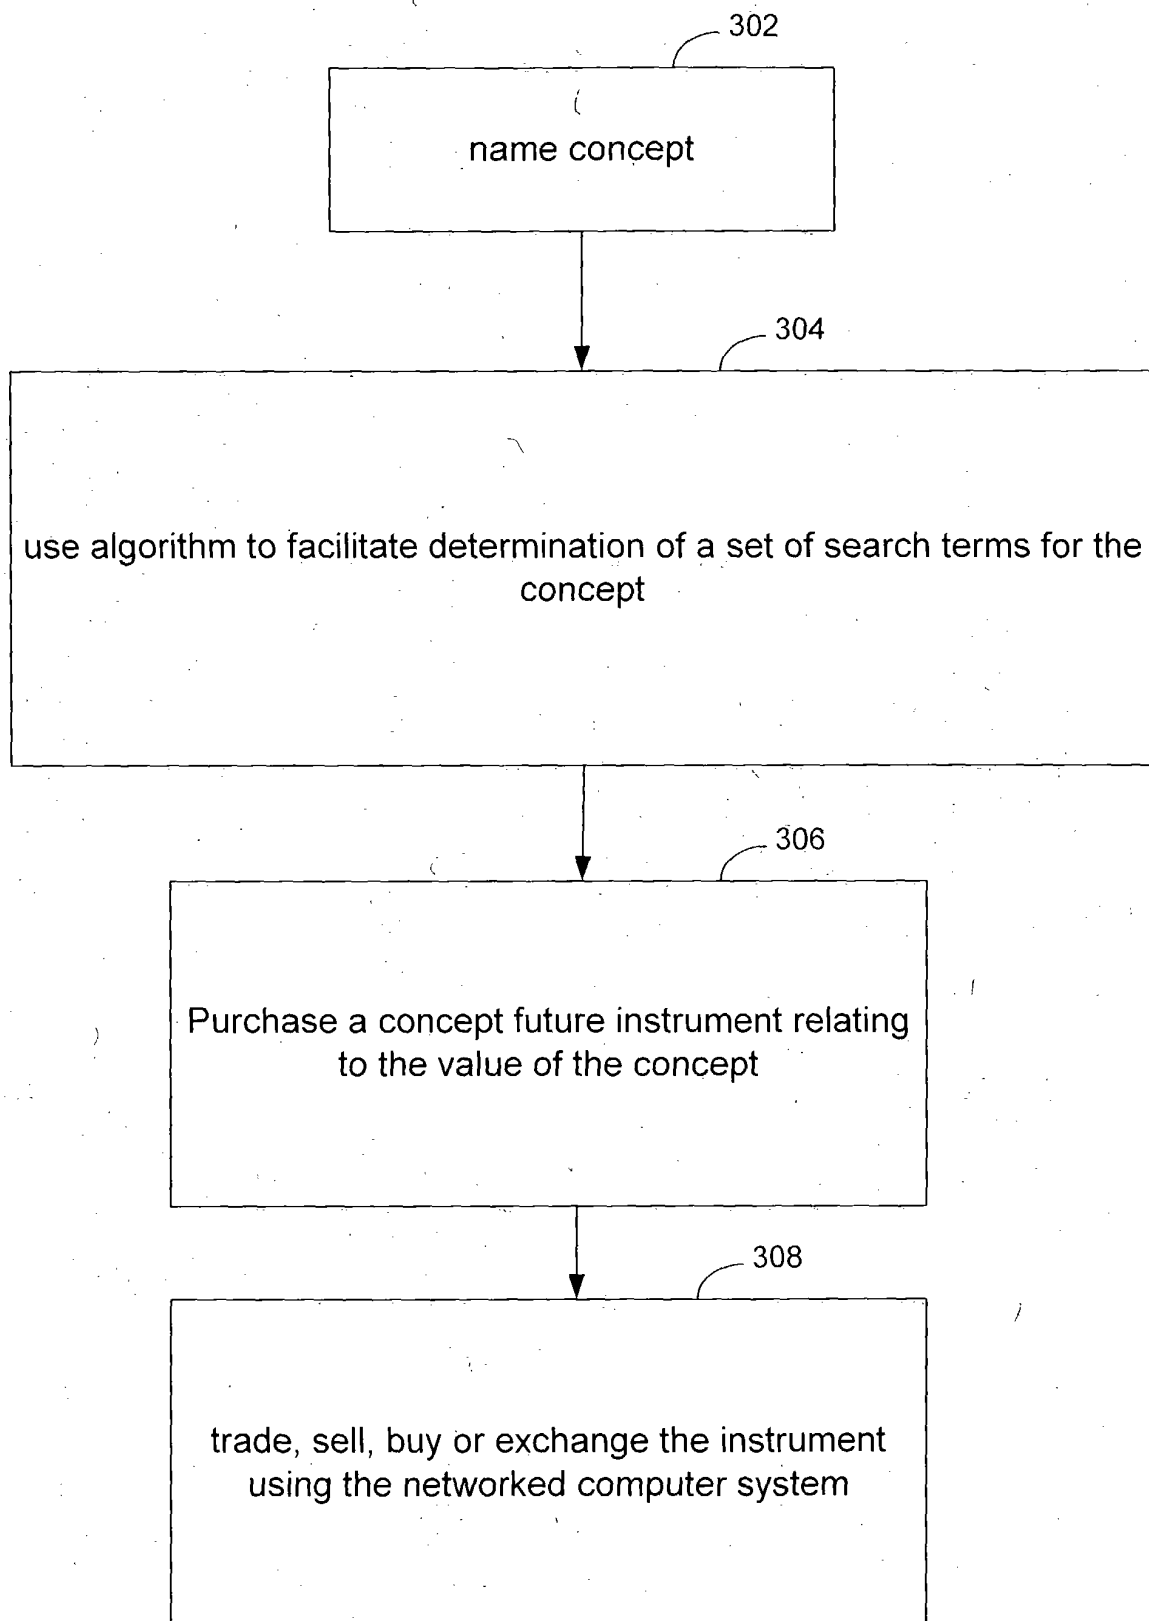 302
name concept
304
use algorithm to facilitate determination of a set of search terms for the
concept
306
Purchase a concept future instrument relating
to the value of the concept
308
trade, sell, buy or exchange the instrument
using the networked computer system